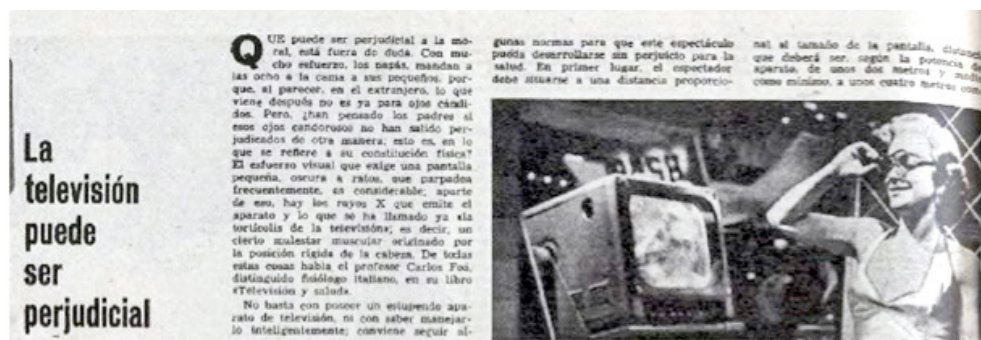 La
televisión
puede
ser
perjudicial
QUE puede ser perjudicial a la mo-
ral, está fuera de duda. Con mu-
cho esfuerzo, los papás, mandan a
las ocho a la cama a sus pequeños, por-
que, al parecer, en el extranjero, lo que
viene después no es ya para ojos cándi-
dos. Pero, ¿han pensado los padres si
esos ojos candorosos no han salido per-
judicados de otra manera; esto es, en lo
que se refiere a su constitución física?
El esfuerzo visual que exige una pantalla
pequeña, oscura a ratos, que parpadea
frecuentemente, es considerable; aparte
de eso, hay los rayos X que emite el
aparato y lo que se ha llamado ya «la
tortícolis de la televisión»; es decir, un
cierto malestar muscular originado por
la posición rígida de la cabeza. De todas
estas cosas habla el profesor Carlos Foá,
distinguido fisiólogo italiano, en su libro
«Televisión y salud».
No basta con poseer un estupendo apa-
rato de televisión, ni con saber manejar-
lo inteligentemente; conviene seguir al-
gunas normas para que este espectáculo
pueda desarrollarse sin perjuicio para la
salud. En primer lugar, el espectador
debe situarse a una distancia proporcio-
nal al tamaño de la pantalla,
que deberá ser, según la potencia
aparato, de unos dos metros y medio
como mínimo, a unos cuatro metros